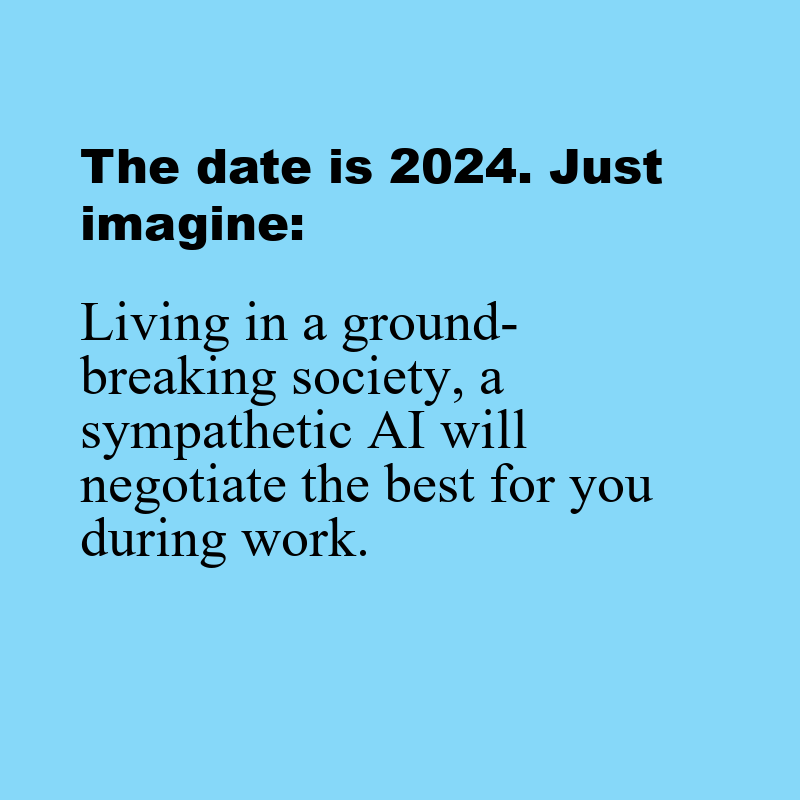 The date is 2024. Just
imagine:
Living in a ground-
breaking society, a
sympathetic AI will
negotiate the best for you
during work.